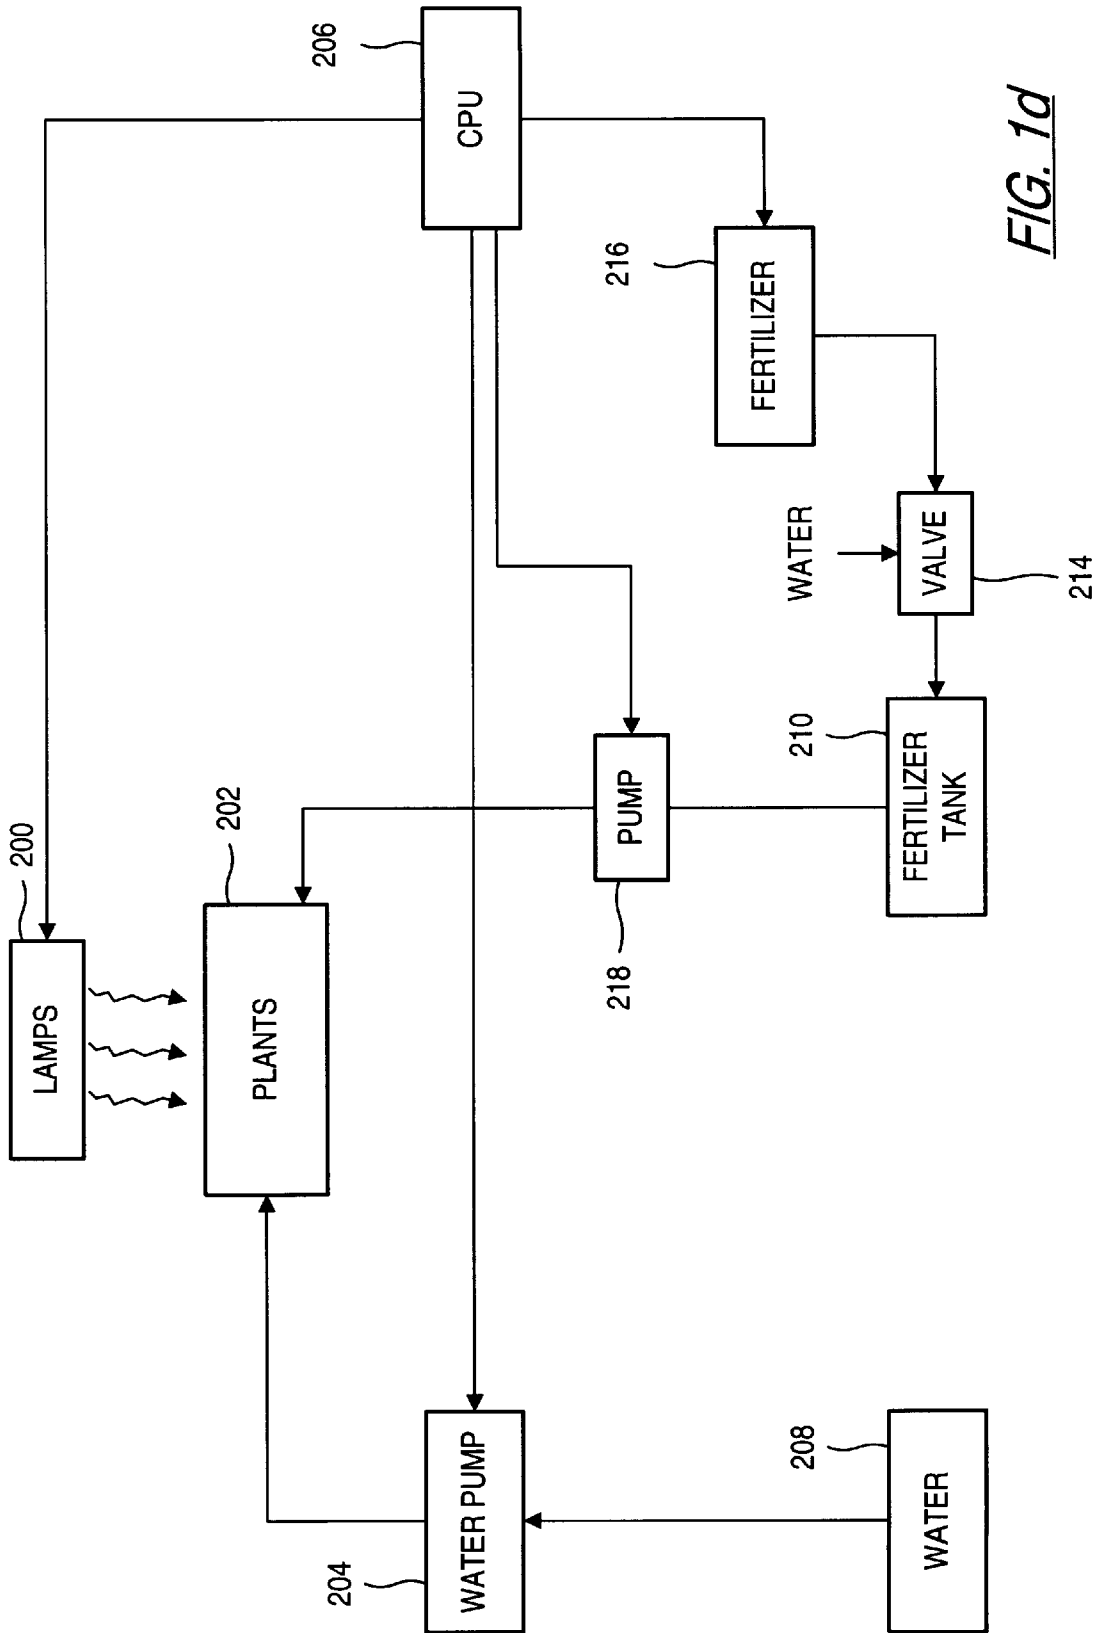 200
LAMPS
202
PLANTS
206
CPU
204
WATER PUMP
218
PUMP
216
FERTILIZER
WATER
VALVE
214
210
FERTILIZER
TANK
208
WATER
FIG. 1d